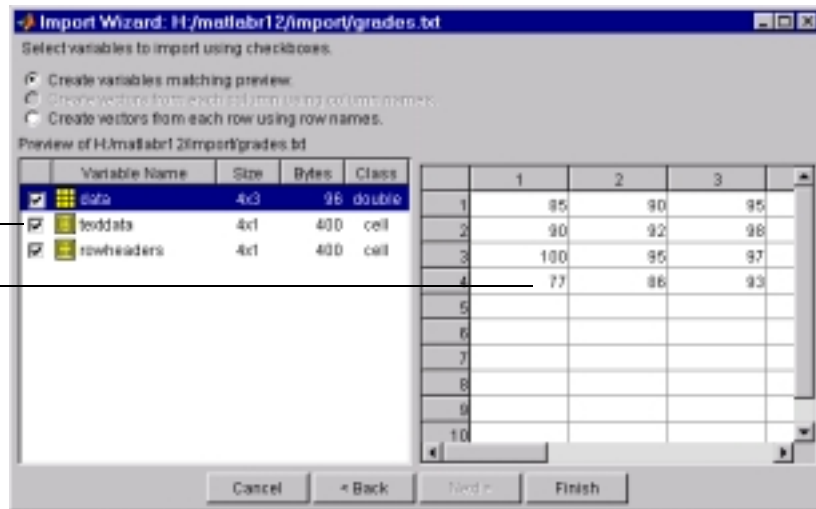 Import Wizard: H:/matlabr12/import/grades.txt
Select variables to import using checkboxes.
Create variables matching preview.
Create vectors from each column using column names.
Create vectors from each row using row names.
Preview of H:/matlabr12/import/grades.txt
Variable Name Size Bytes Class
data 4x3 96 double
textdata 4x1 400 cell
rowheaders 4x1 400 cell
1 2 3
1 85 90 95
2 90 92 98
3 100 95 97
4 77 86 93
5
6
7
8
9
10
Cancel < Back Next > Finish